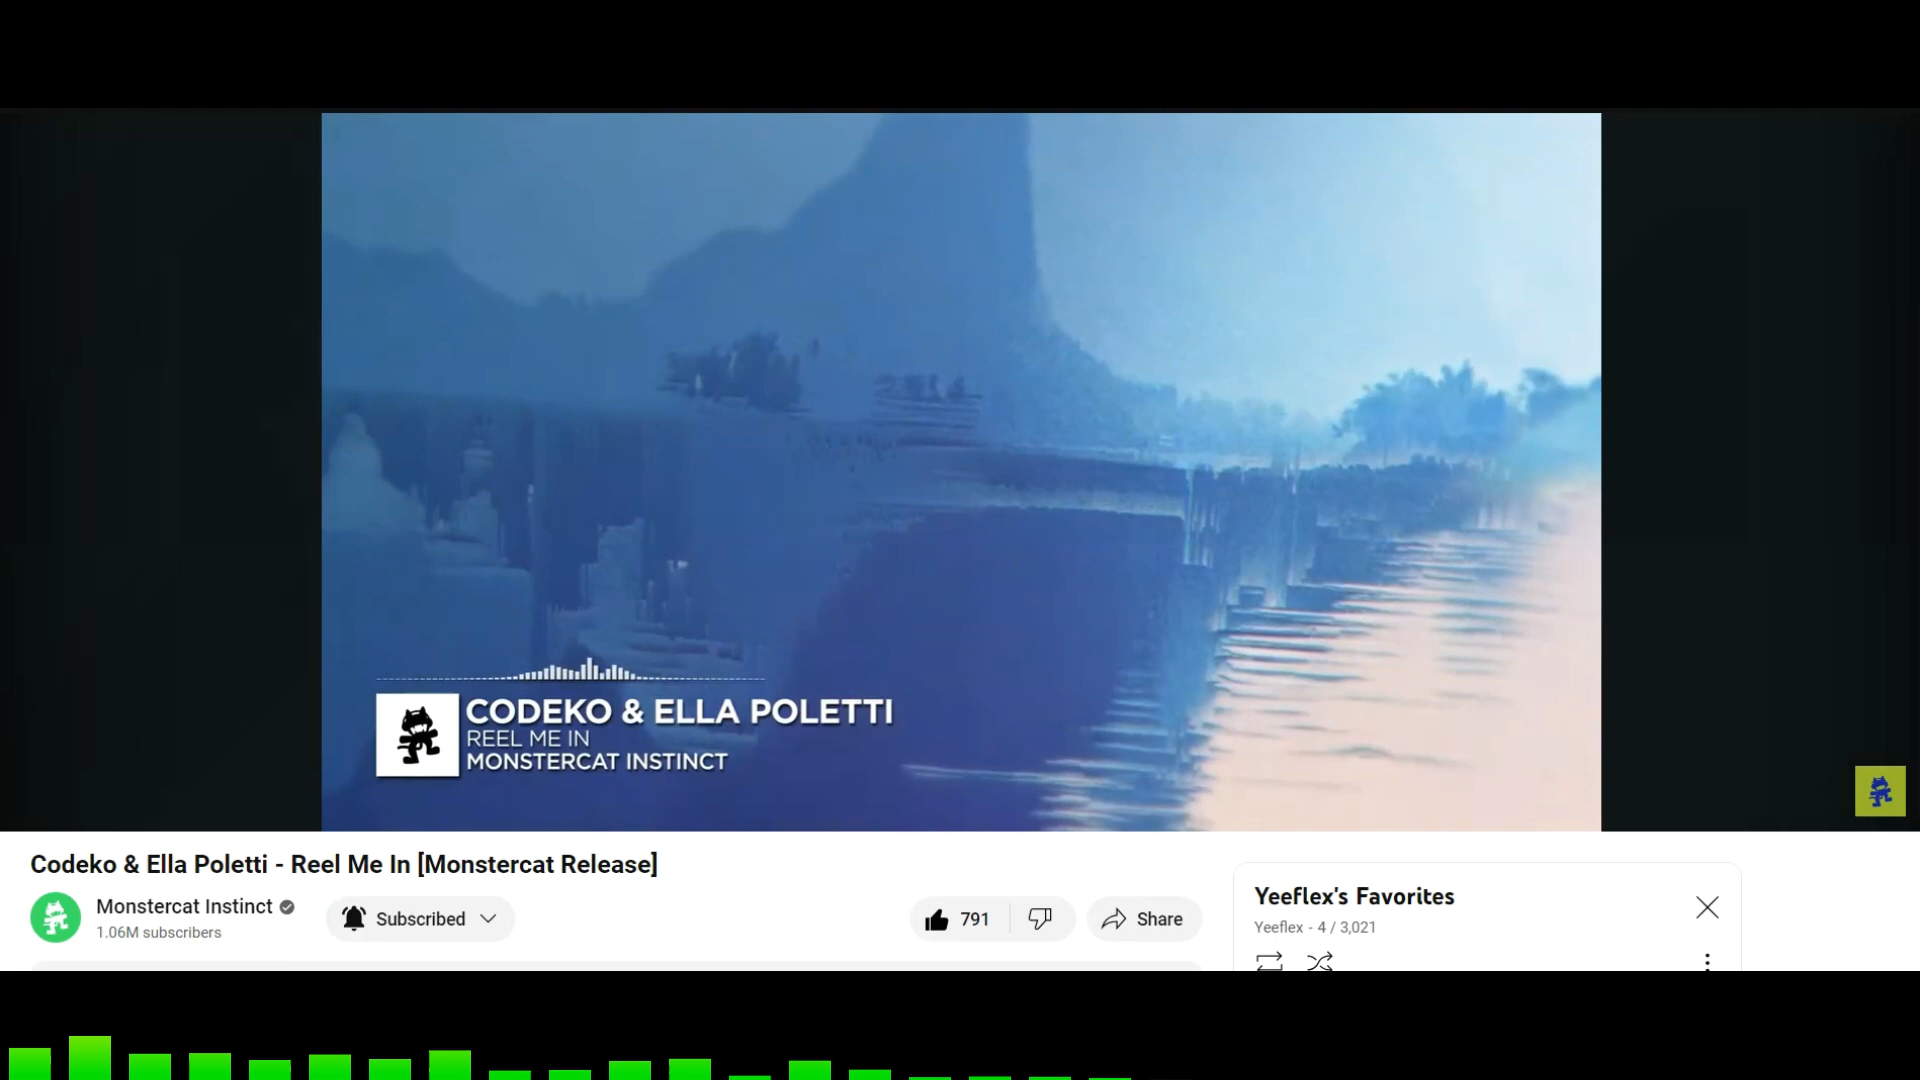 CODEKO & ELLA POLETTI
REEL ME IN
MONSTERCAT INSTINCT
Codeko & Ella Poletti - Reel Me In [Monstercat Release]
Monstercat Instinct
1.06M subscribers
Subscribed
791
Share
Yeeflex's Favorites
Yeeflex - 4 / 3,021